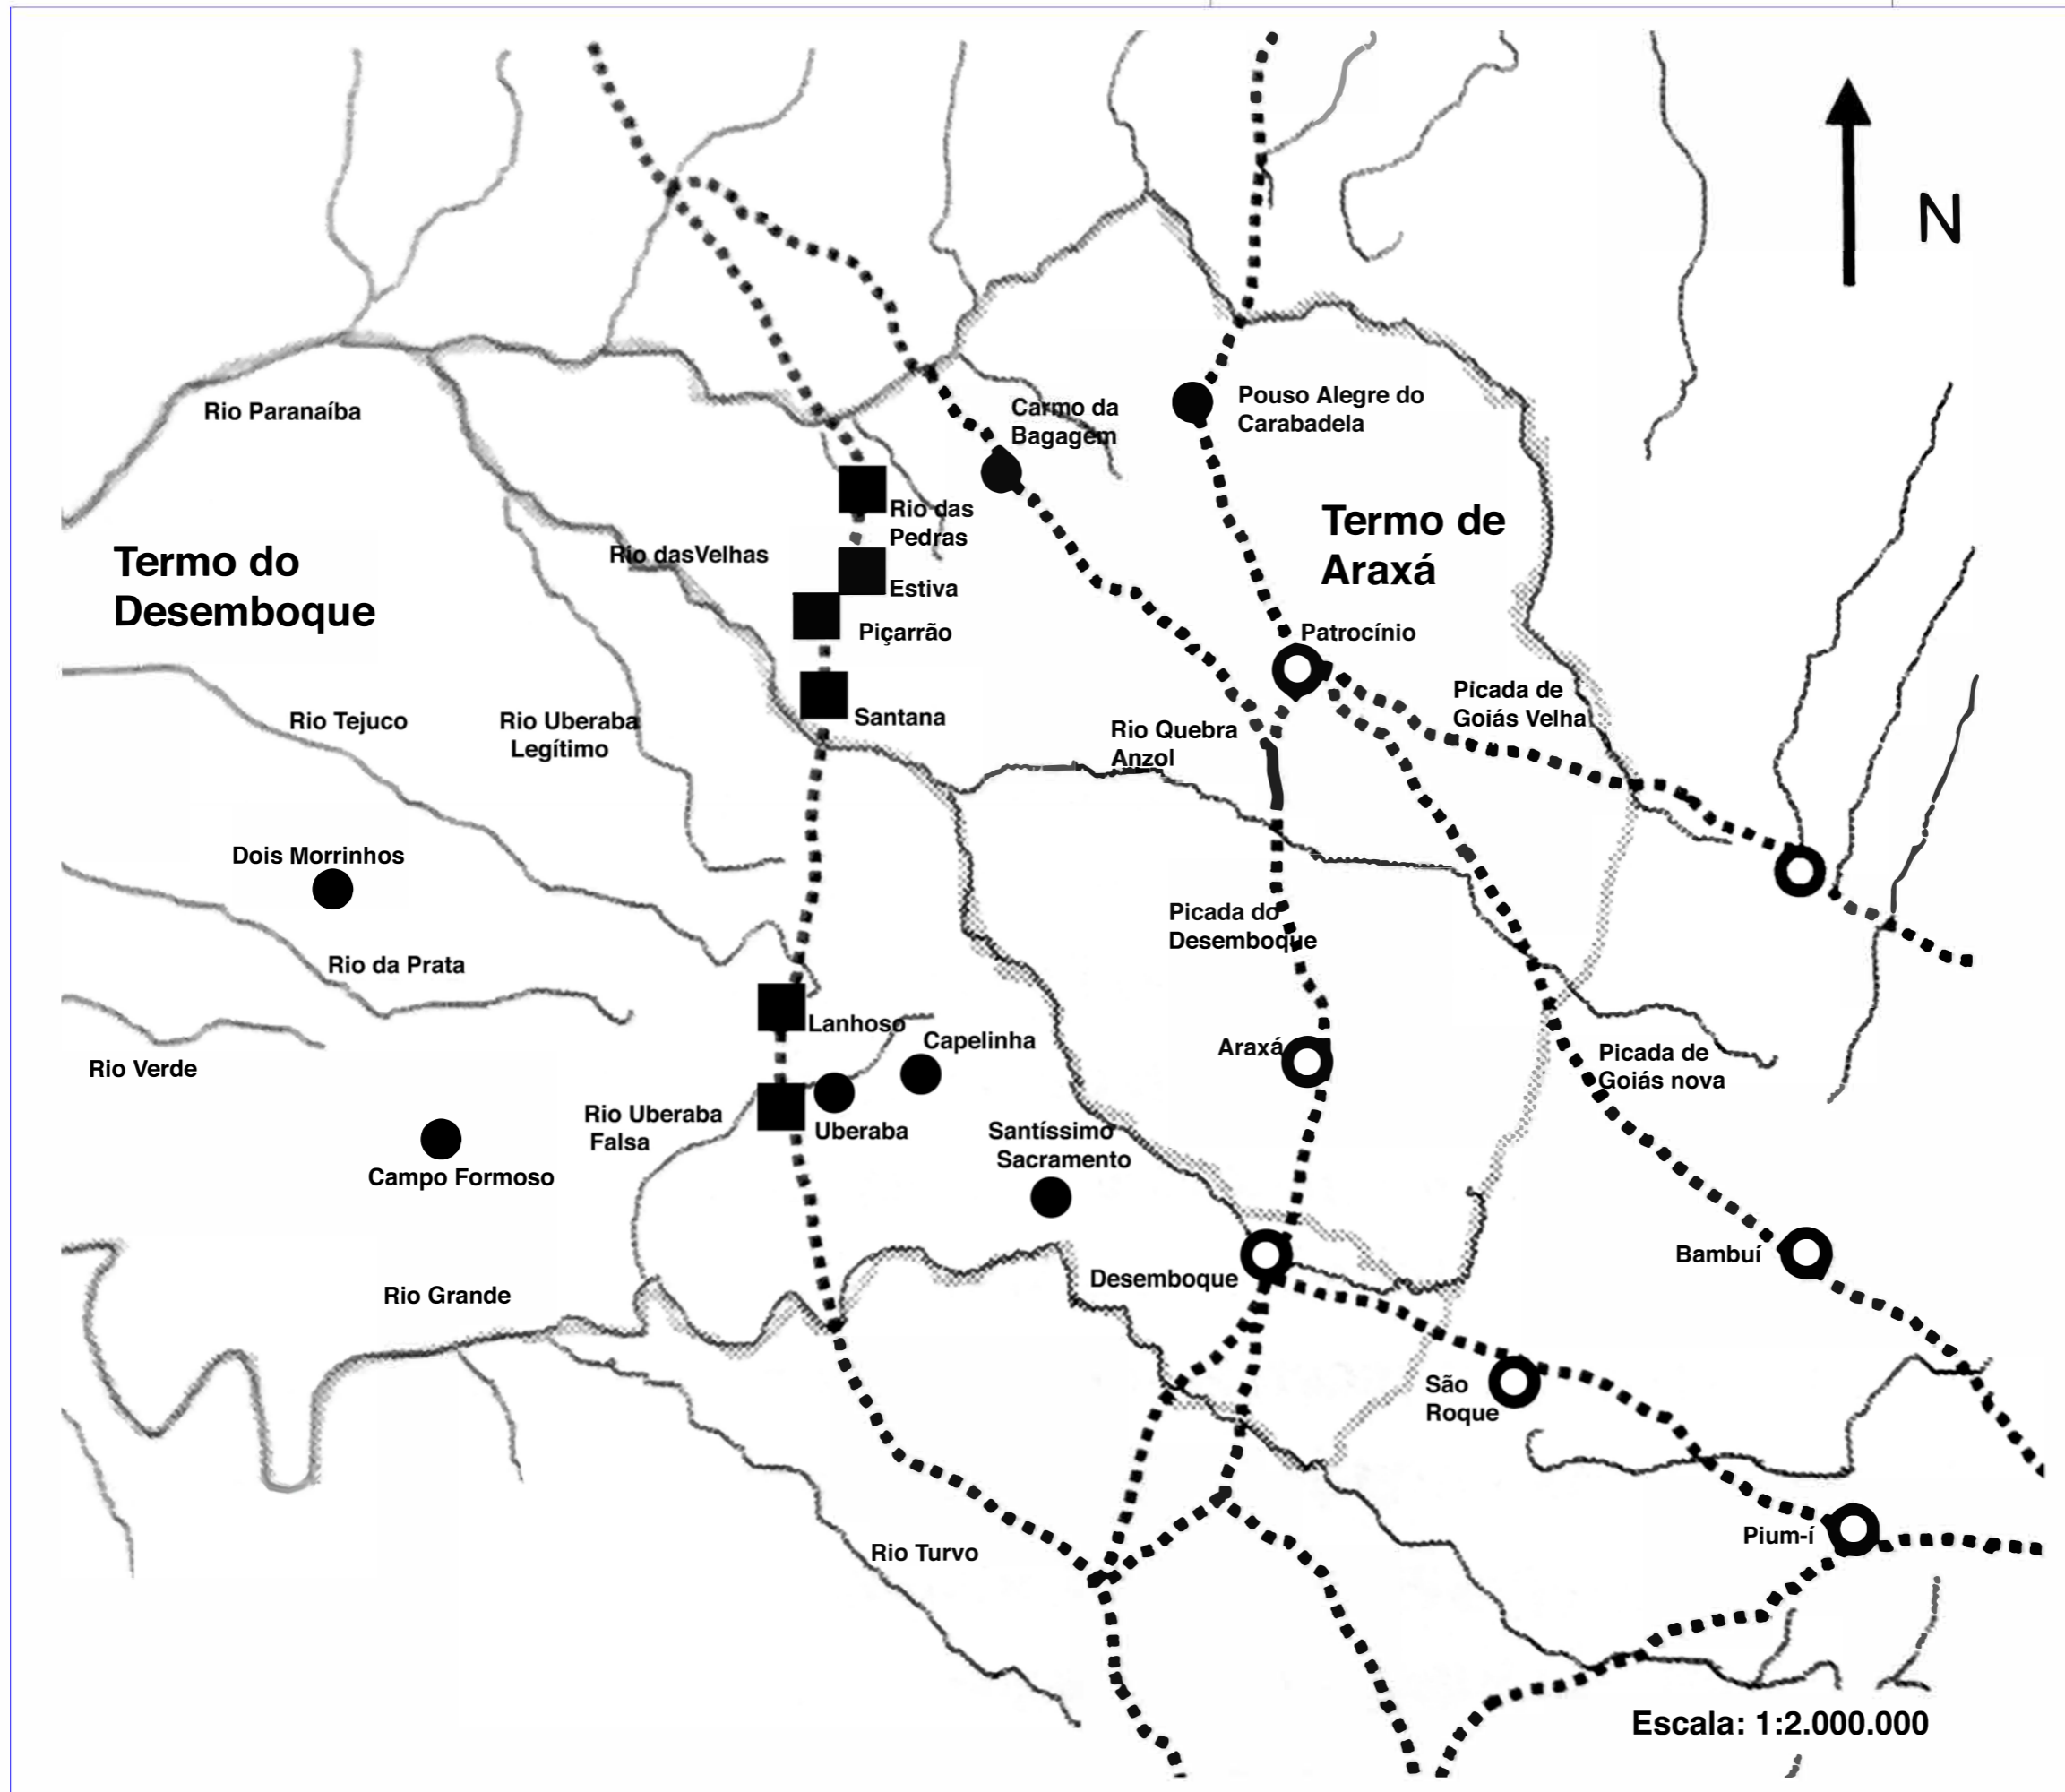 N
Rio Paranaíba
Carmo da
Bagagem
Pouso Alegre do
Carabadela
Termo de
Araxá
Rio das
Pedras
Termo do
Desemboque
Rio dasVelhas
Estiva
Piçarrão
Patrocínio
Picada de
Goiás Velha
Santana
Rio Tejuco
Rio Uberaba
Legítimo
Rio Quebra
Anzol
Dois Morrinhos
Picada do
Desemboque
Rio da Prata
Lanhoso
Capelinha
Araxá
Picada de
Goiás nova
Rio Verde
Rio Uberaba
Falsa
Uberaba
Santíssimo
Sacramento
Campo Formoso
Bambuí
Desemboque
Rio Grande
São
Roque
Rio Turvo
Pium-í
Escala: 1:2.000.000